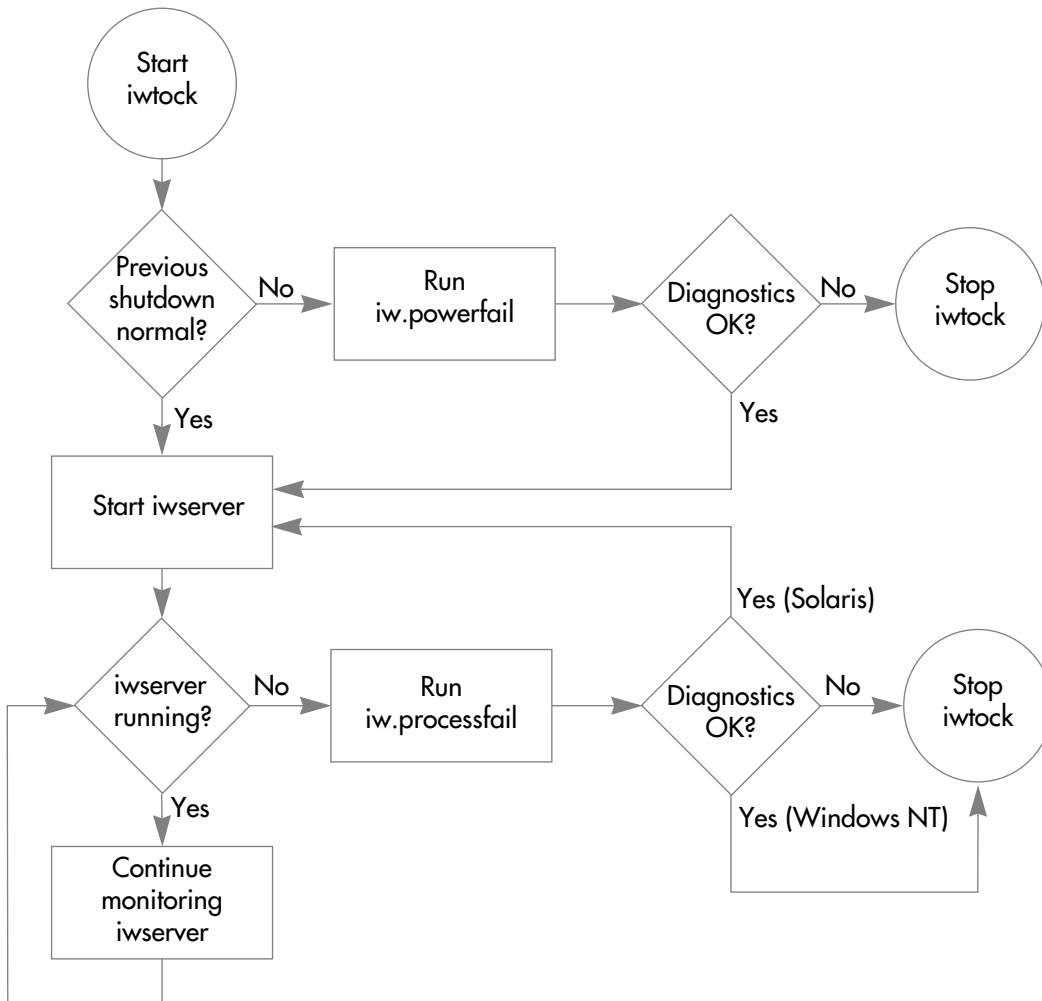 Start
iwtock
Previous
shutdown
normal?
No
Run
iw.powerfail
Diagnostics
OK?
No
Stop
iwtock
Yes
Yes
Start iwserver
Yes (Solaris)
iwserver
running?
No
Run
iw.processfail
Diagnostics
OK?
No
Stop
iwtock
Yes
Yes (Windows NT)
Continue
monitoring
iwserver